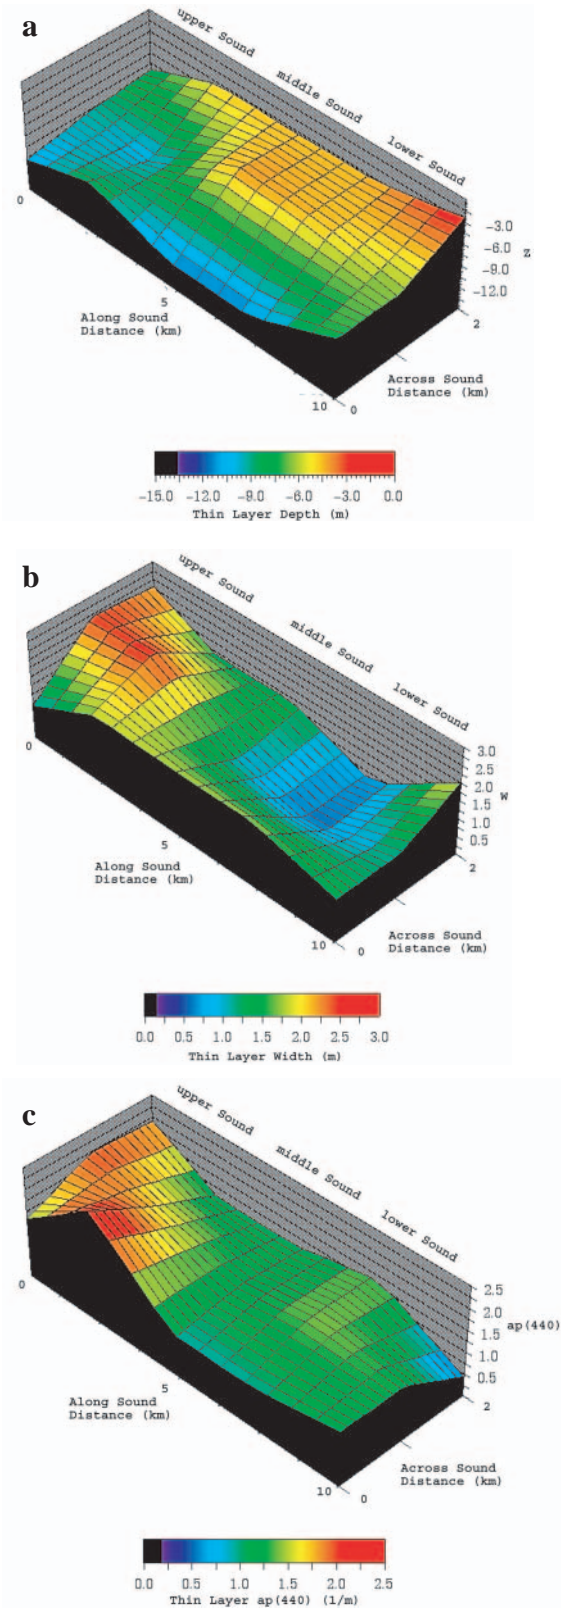 a
upper Sound
middle Sound
lower Sound
0
5
10
0
2
Along Sound
Distance (km)
Across Sound
Distance (km)
-3.0
-6.0
-9.0
-12.0
Z
-15.0 -12.0 -9.0 -6.0 -3.0 0.0
Thin Layer Depth (m)
b
upper Sound
middle Sound
lower Sound
0
5
10
0
2
Along Sound
Distance (km)
Across Sound
Distance (km)
3.0
2.5
2.0
1.5
1.0
0.5
W
0.0 0.5 1.0 1.5 2.0 2.5 3.0
Thin Layer Width (m)
c
upper Sound
middle Sound
lower Sound
0
5
10
0
2
Along Sound
Distance (km)
Across Sound
Distance (km)
2.5
2.0
1.5
1.0
0.5
ap(440)
0.0 0.5 1.0 1.5 2.0 2.5
Thin Layer ap(440) (1/m)